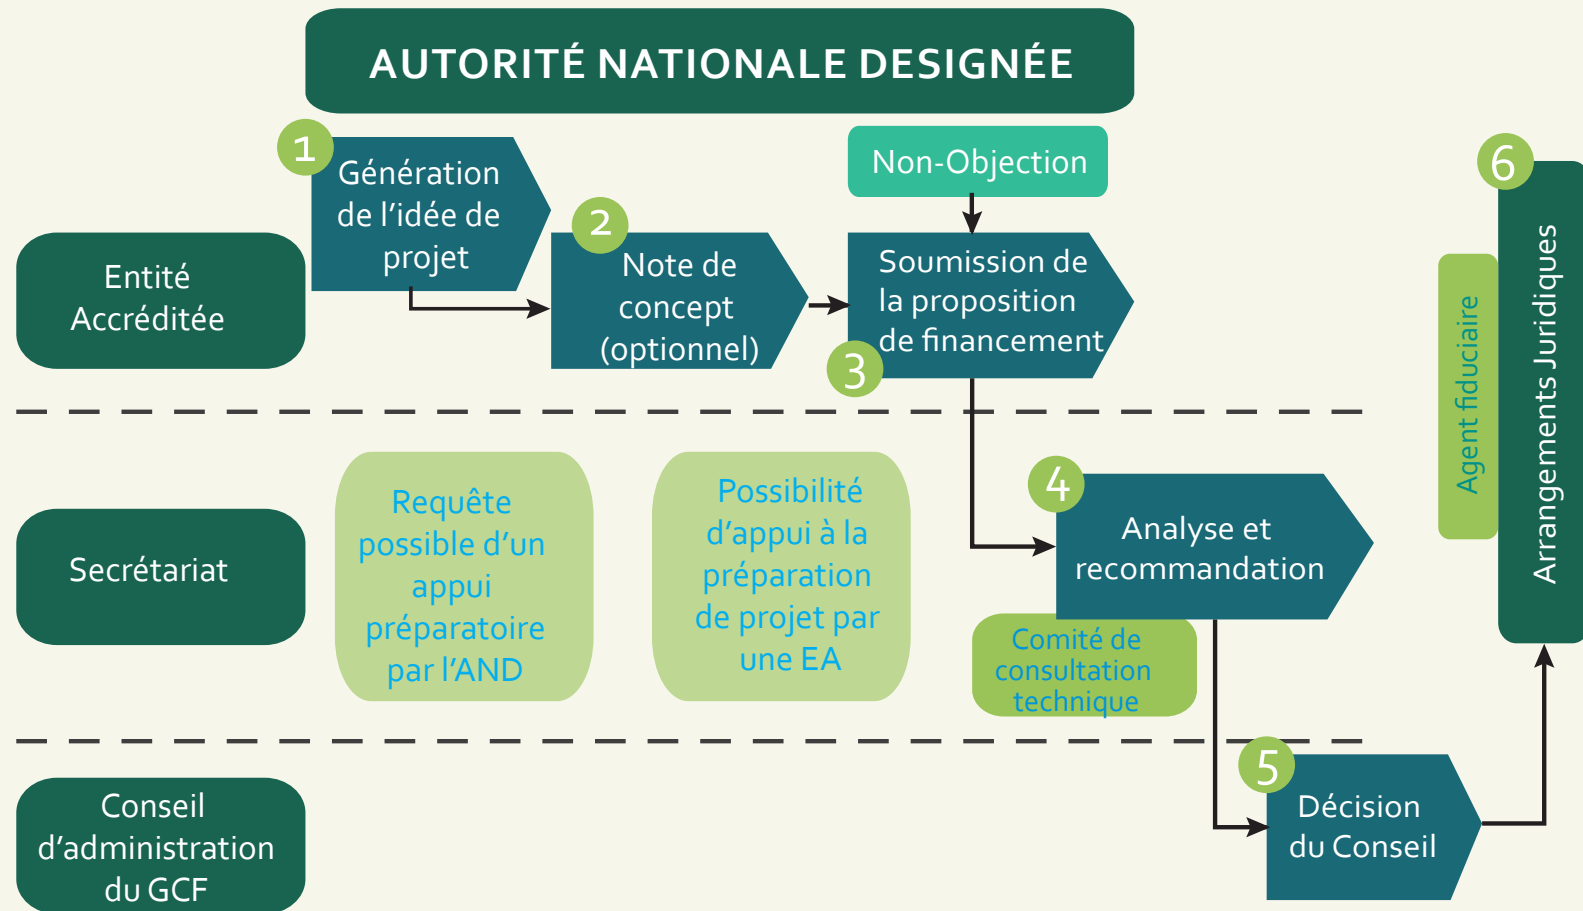 AUTORITÉ NATIONALE DESIGNÉE
1
Génération
de l'idée de
projet
Non-Objection
6
2
Entité
Accréditée
Note de
concept
(optionnel)
Soumission de
la proposition
de financement
3
Agent fiduciaire
Arrangements Juridiques
Secrétariat
Requête
possible d'un
appui
préparatoire
par l'AND
Possibilité
d'appui à la
préparation
de projet par
une EA
4
Analyse et
recommandation
Comité de
consultation
technique
Conseil
d'administration
du GCF
5
Décision
du Conseil